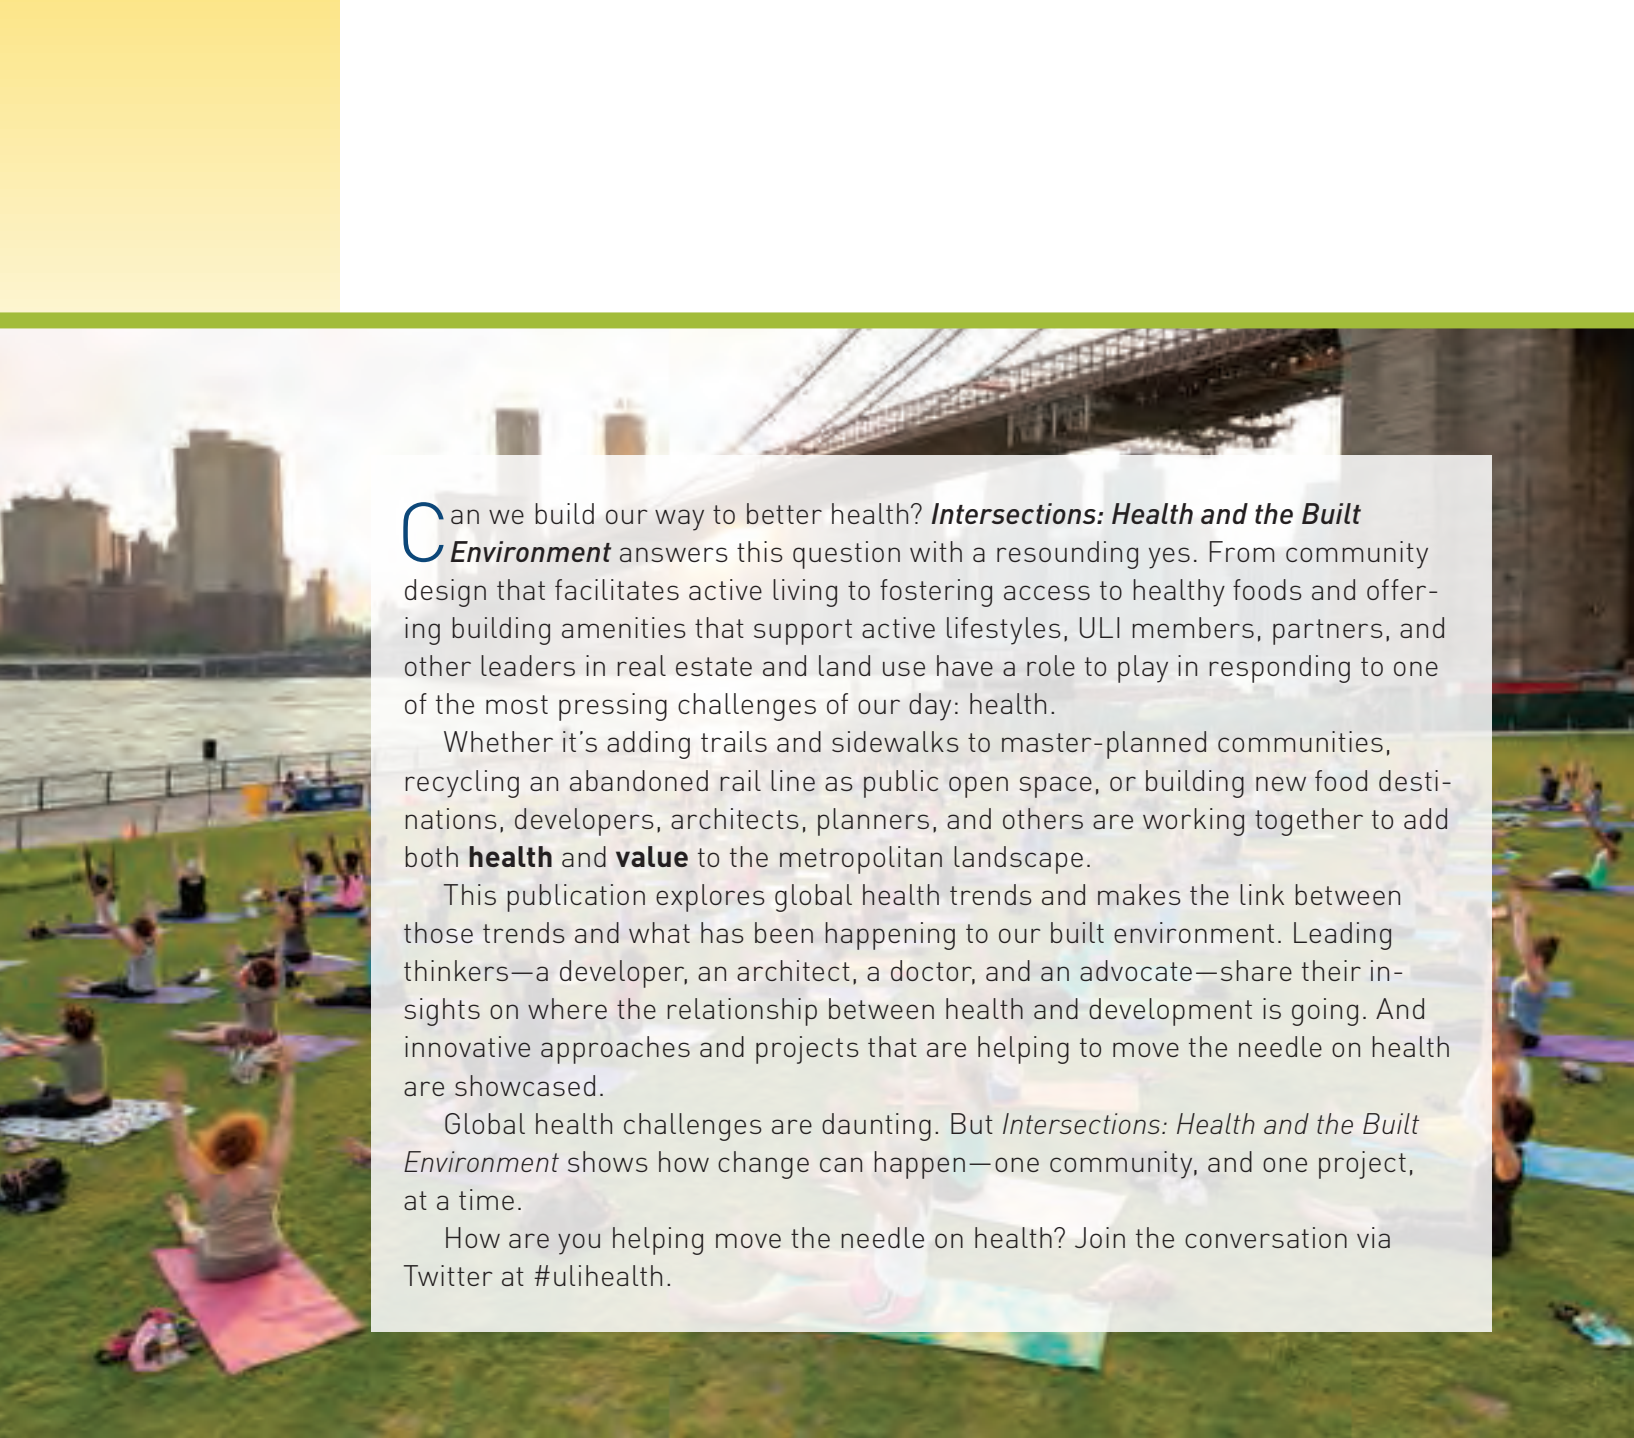 Can we build our way to better health? Intersections: Health and the Built
Environment answers this question with a resounding yes. From community
design that facilitates active living to fostering access to healthy foods and offer-
ing building amenities that support active lifestyles, ULI members, partners, and
other leaders in real estate and land use have a role to play in responding to one
of the most pressing challenges of our day: health.
Whether it’s adding trails and sidewalks to master-planned communities,
recycling an abandoned rail line as public open space, or building new food desti-
nations, developers, architects, planners, and others are working together to add
both health and value to the metropolitan landscape.
This publication explores global health trends and makes the link between
those trends and what has been happening to our built environment. Leading
thinkers—a developer, an architect, a doctor, and an advocate—share their in-
sights on where the relationship between health and development is going. And
innovative approaches and projects that are helping to move the needle on health
are showcased.
Global health challenges are daunting. But Intersections: Health and the Built
Environment shows how change can happen—one community, and one project,
at a time.
How are you helping move the needle on health? Join the conversation via
Twitter at #ulihealth.